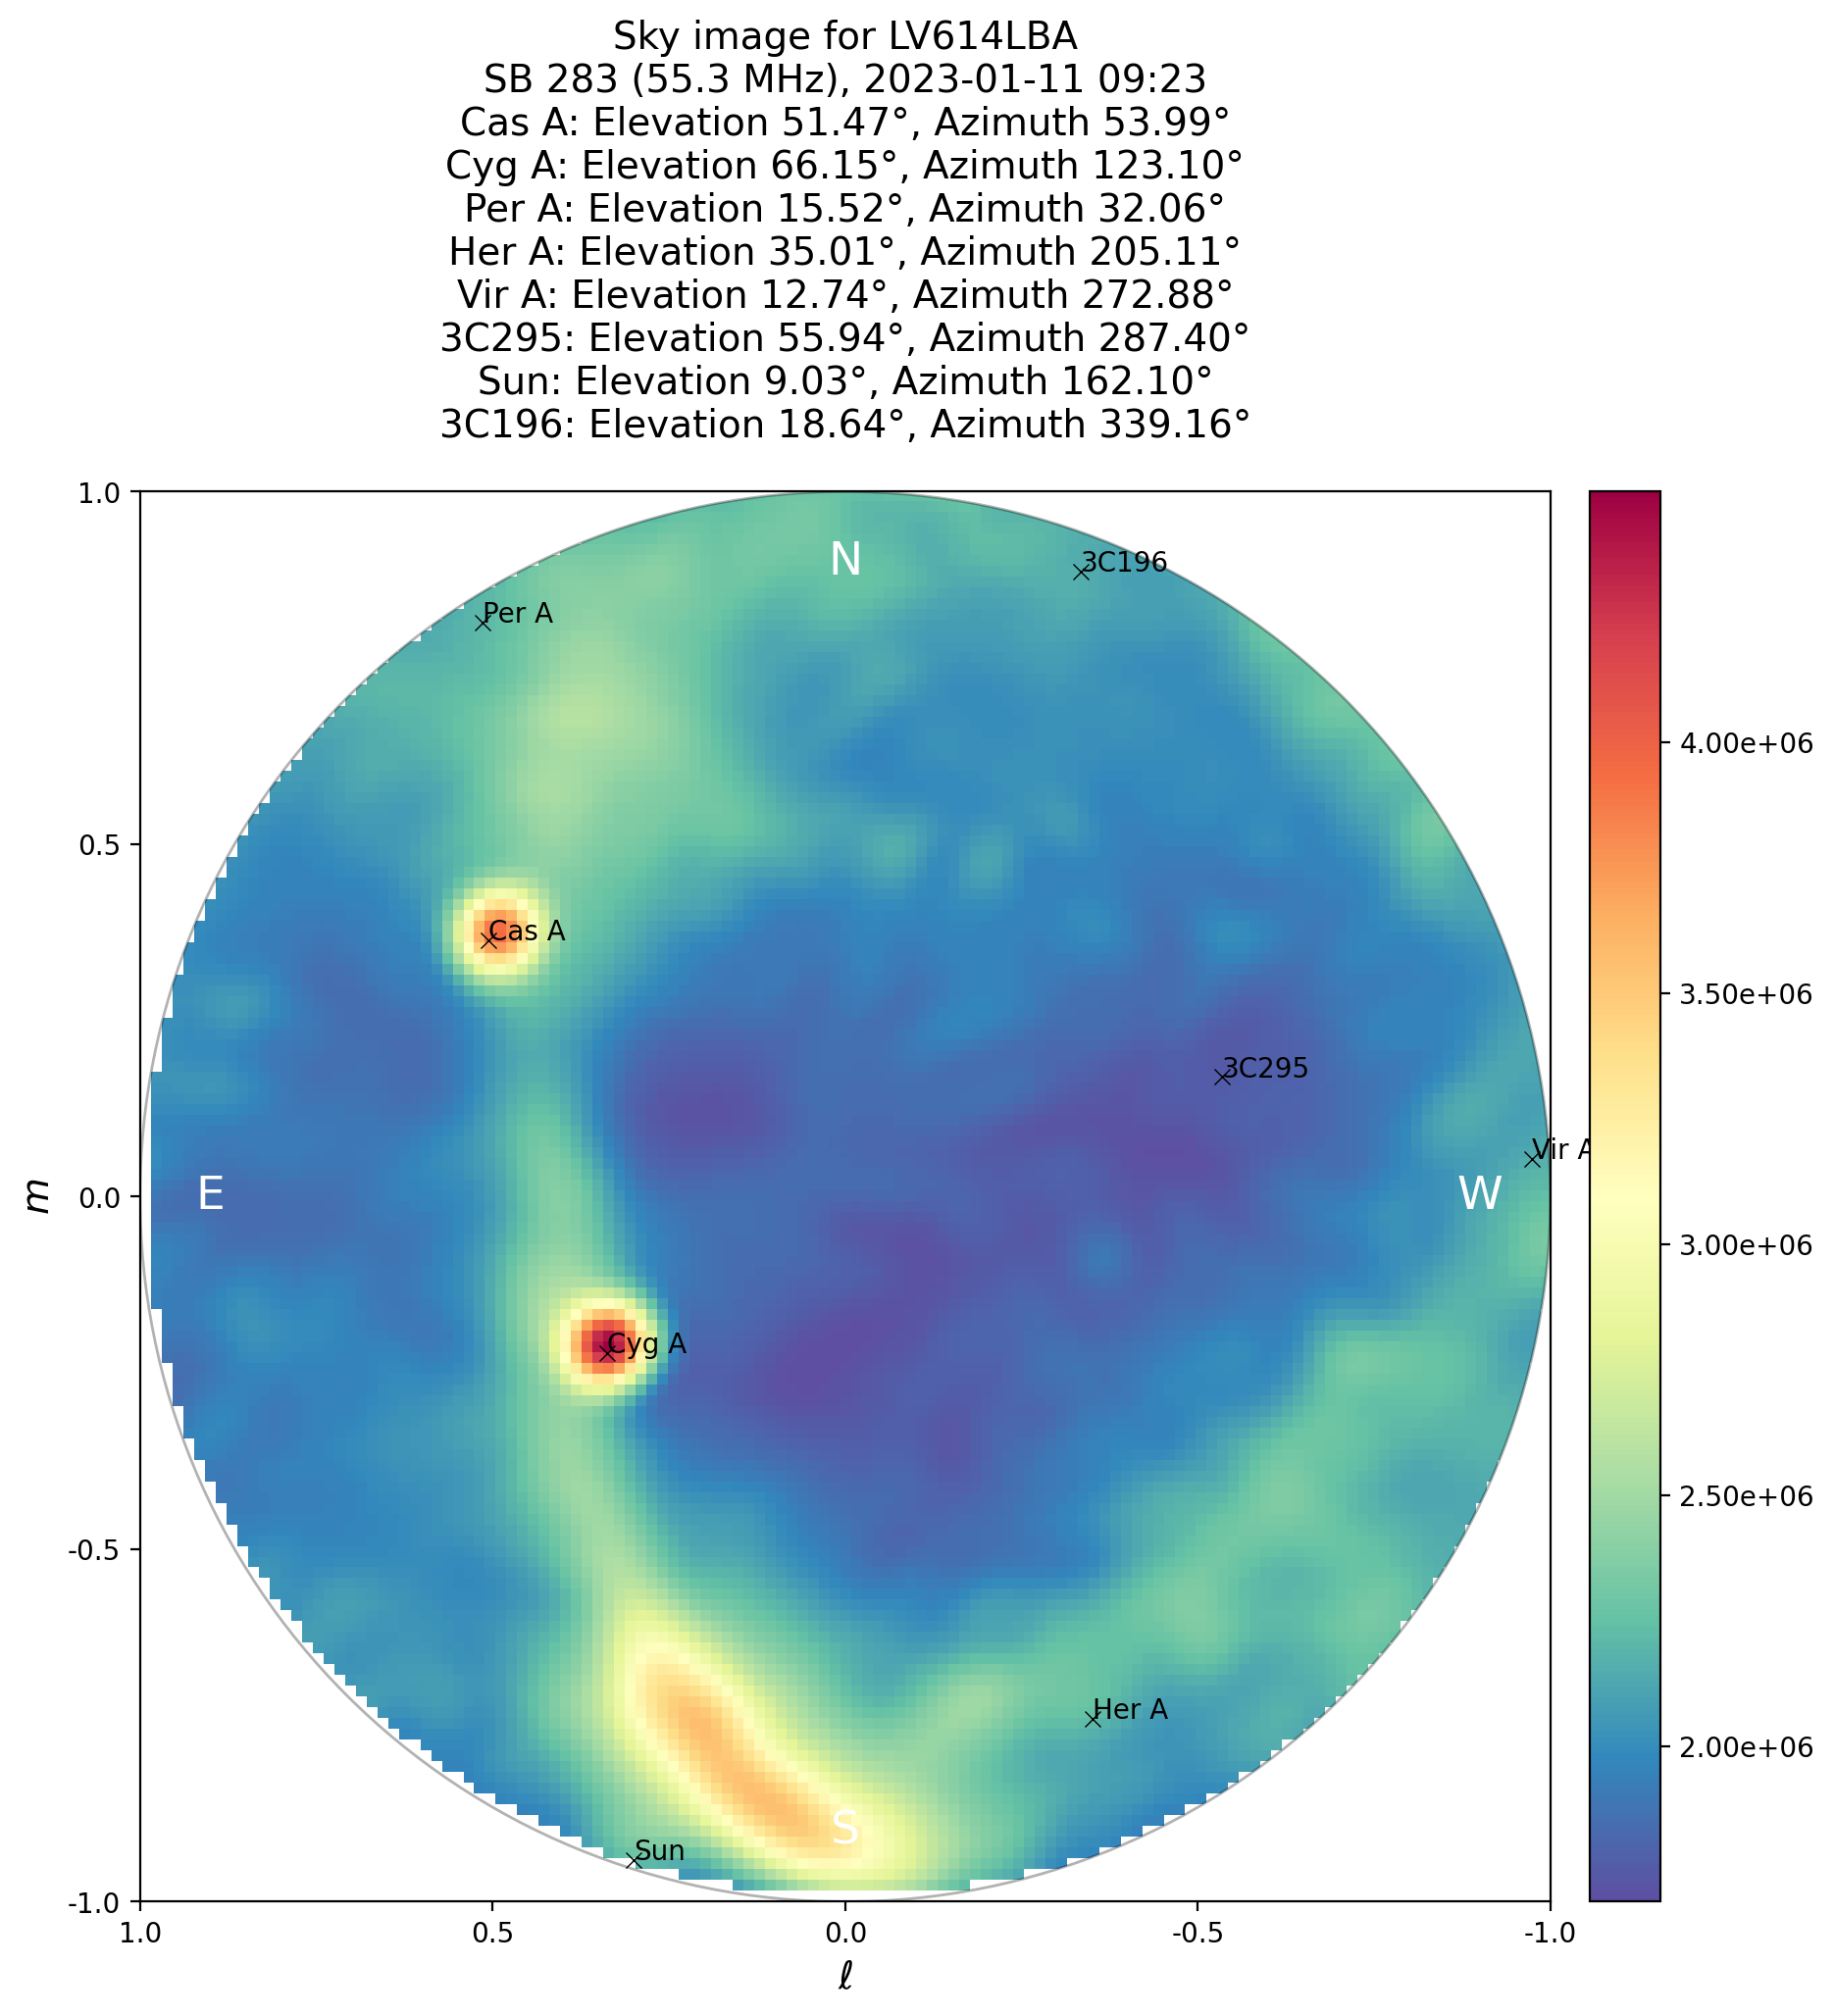 Sky image for LV614LBA
SB 283 (55.3 MHz), 2023-01-11 09:23
Cas A: Elevation 51.47°, Azimuth 53.99°
Cyg A: Elevation 66.15°, Azimuth 123.10°
Per A: Elevation 15.52°, Azimuth 32.06°
Her A: Elevation 35.01°, Azimuth 205.11°
Vir A: Elevation 12.74°, Azimuth 272.88°
3C295: Elevation 55.94°, Azimuth 287.40°
Sun: Elevation 9.03°, Azimuth 162.10°
3C196: Elevation 18.64°, Azimuth 339.16°
1.0
N
3C196
Per A
4.00e+06
0.5
Cas A
3.50e+06
3C295
Vir A
m
0.0
E
W
3.00e+06
Cyg A
2.50e+06
-0.5
Her A
2.00e+06
S
Sun
-1.0
1.0
0.5
0.0
-0.5
-1.0
ℓ